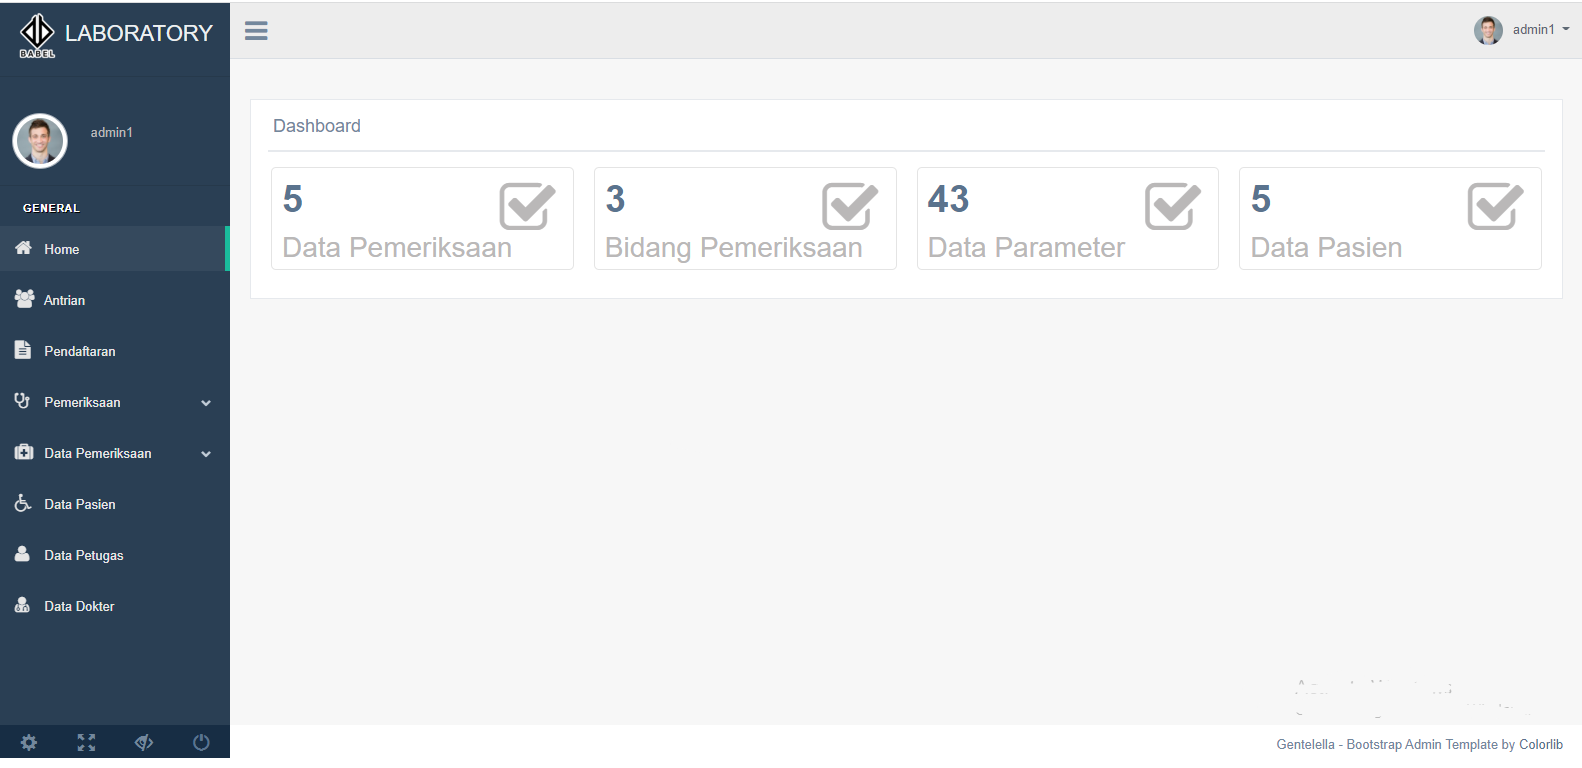 BABEL
LABORATORY
admin1
admin1
GENERAL
Home
Antrian
Pendaftaran
Pemeriksaan
Data Pemeriksaan
Data Pasien
Data Petugas
Data Dokter
Dashboard
5
Data Pemeriksaan
3
Bidang Pemeriksaan
43
Data Parameter
5
Data Pasien
Gentelella - Bootstrap Admin Template by Colorlib